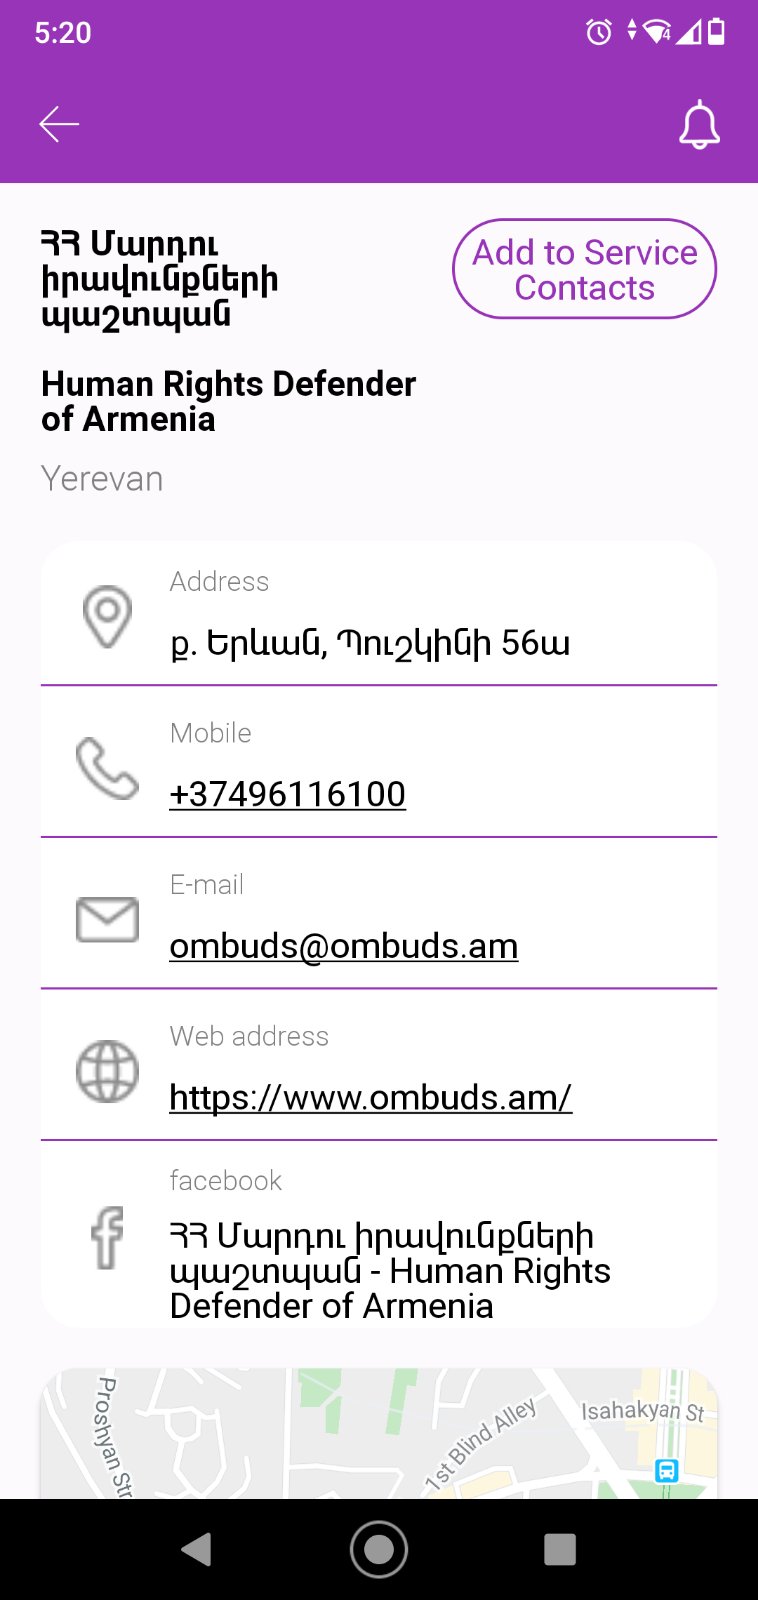 5:20
4
ՀՀ Մարդու
իրավունքների
պաշտպան
Add to Service
Contacts
Human Rights Defender
of Armenia
Yerevan
Address
ք. Երևան, Պուշկինի 56ա
Mobile
+37496116100
E-mail
ombuds@ombuds.am
Web address
https://www.ombuds.am/
facebook
ՀՀ Մարդու իրավունքների
պաշտպան - Human Rights
Defender of Armenia
Proshyan Str
1st Blind Alley
Isahakyan St